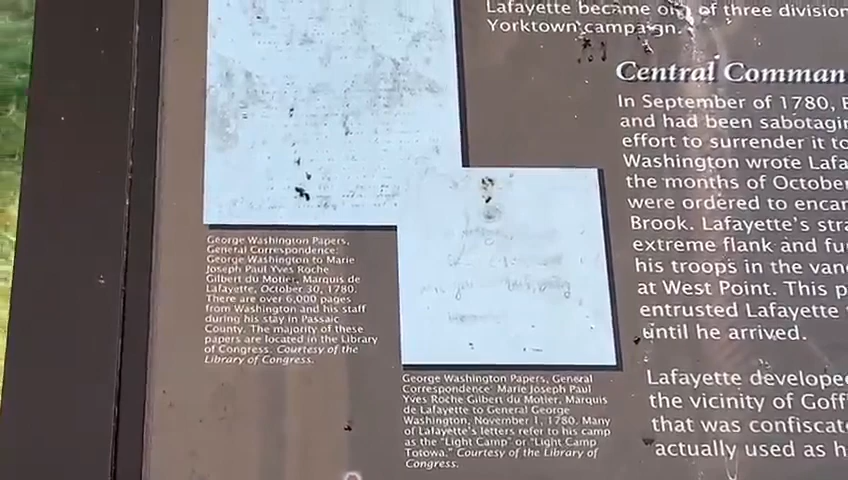 Lafayette became one of three division
Yorktown campaign.
George Washington Papers,
General Correspondence:
George Washington to Marie
Joseph Paul Yves Roche
Gilbert du Motier, Marquis de
Lafayette, October 30, 1780.
There are over 6,000 pages
from Washington and his staff
during his stay in Passaic
County. The majority of these
papers are located in the Library
of Congress. Courtesy of the
Library of Congress.
George Washington Papers, General
Correspondence: Marie Joseph Paul
Yves Roche Gilbert du Motier, Marquis
de Lafayette to General George
Washington, November 1, 1780. Many
of Lafayette's letters refer to his camp
as the "Light Camp" or "Light Camp
Totowa." Courtesy of the Library of
Congress.
Central Comman
In September of 1780, B
and had been sabotagin
effort to surrender it to
Washington wrote Lafa
the months of October
were ordered to encam
Brook. Lafayette's stra
extreme flank and fu
his troops in the van
at West Point. This p
entrusted Lafayette
until he arrived.
Lafayette develope
the vicinity of Goff
that was confiscate
actually used as h